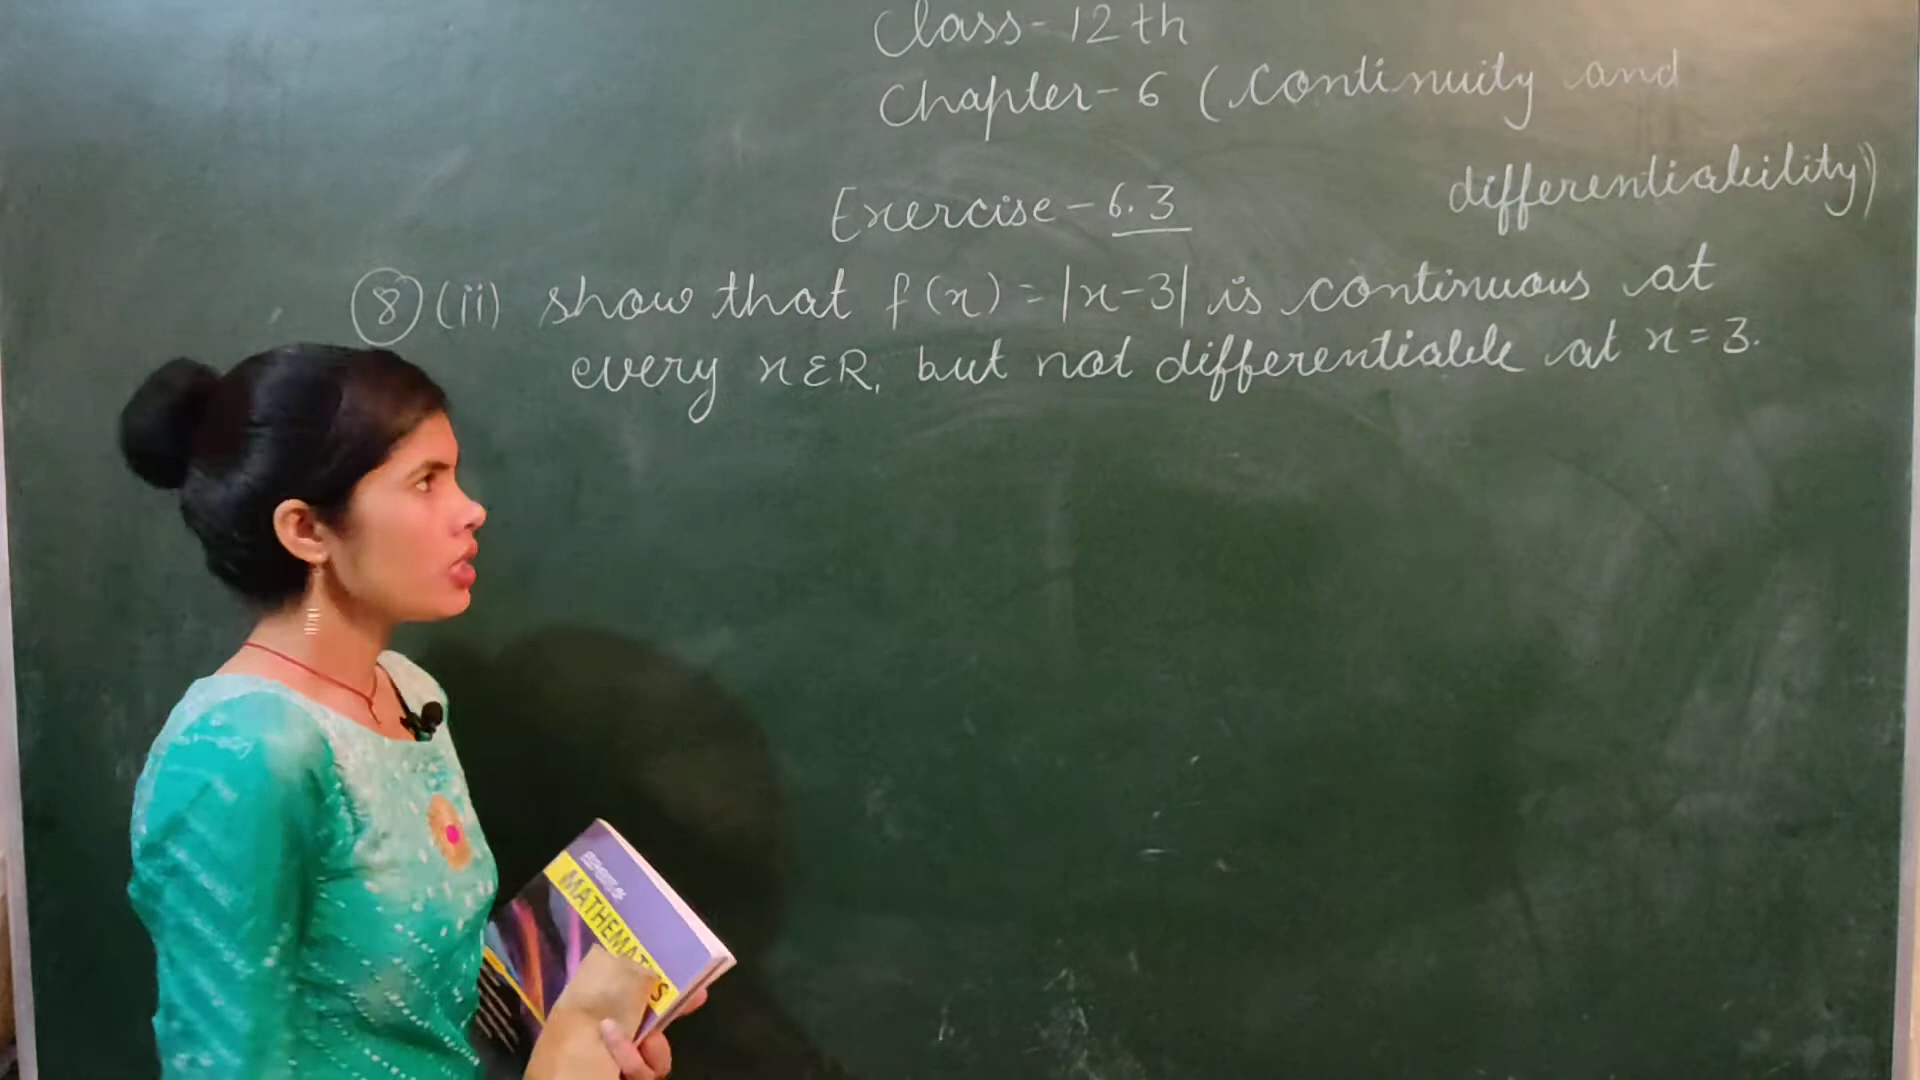 Class-12th
Chapter-6 (Continuity and
differentiability)
Exercise-6.3
8 (ii) show that f(x) = |x-3| is continuous at
every x ε R, but not differentiable at x = 3.
MATHEMATICS